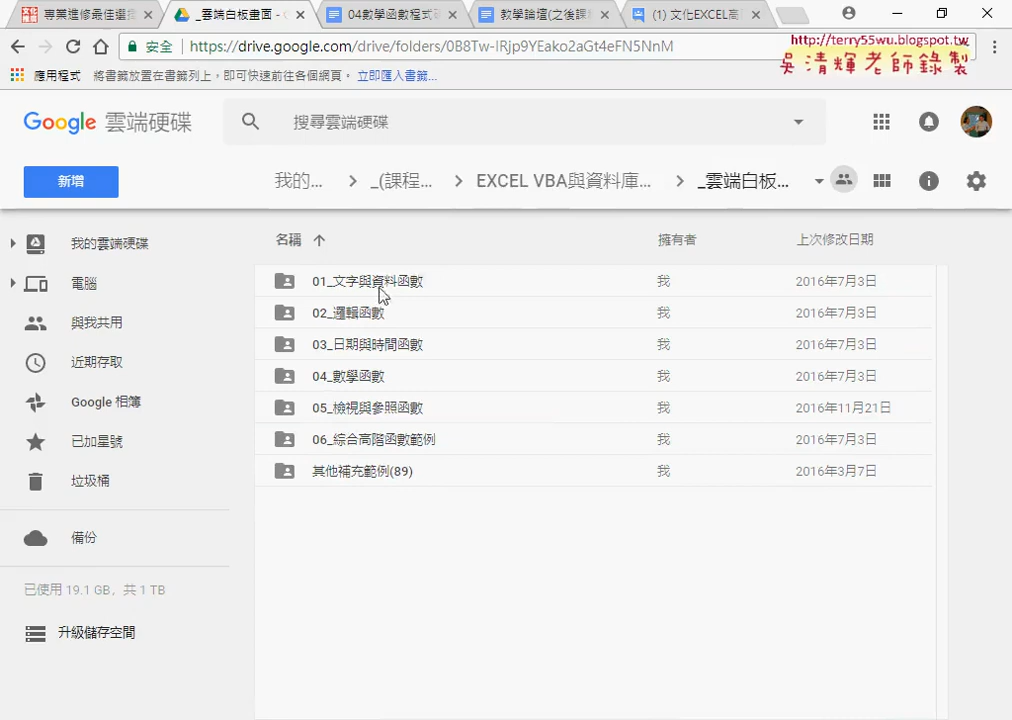 專業進修最佳選擇
_雲端白板畫面 - G
04數學函數程式碼
教學論壇(之後課
(1) 文化EXCEL高
安全
https://drive.google.com/drive/folders/0B8Tw-IRjp9YEako2aGt4eFN5NnM
http://terry55wu.blogspot.tw
吳清輝老師錄製
應用程式
將書籤放置在書籤列上，即可快速前往各個網頁。
立即匯入書籤...
Google 雲端硬碟
搜尋雲端硬碟
新增
我的...
_(課程...
EXCEL VBA與資料庫...
_雲端白板...
我的雲端硬碟
電腦
與我共用
近期存取
Google 相簿
已加星號
垃圾桶
備份
已使用 19.1 GB，共 1 TB
升級儲存空間
名稱
擁有者
上次修改日期
01_文字與資料函數
我
2016年7月3日
02_邏輯函數
我
2016年7月3日
03_日期與時間函數
我
2016年7月3日
04_數學函數
我
2016年7月3日
05_檢視與參照函數
我
2016年11月21日
06_綜合高階函數範例
我
2016年7月3日
其他補充範例(89)
我
2016年3月7日